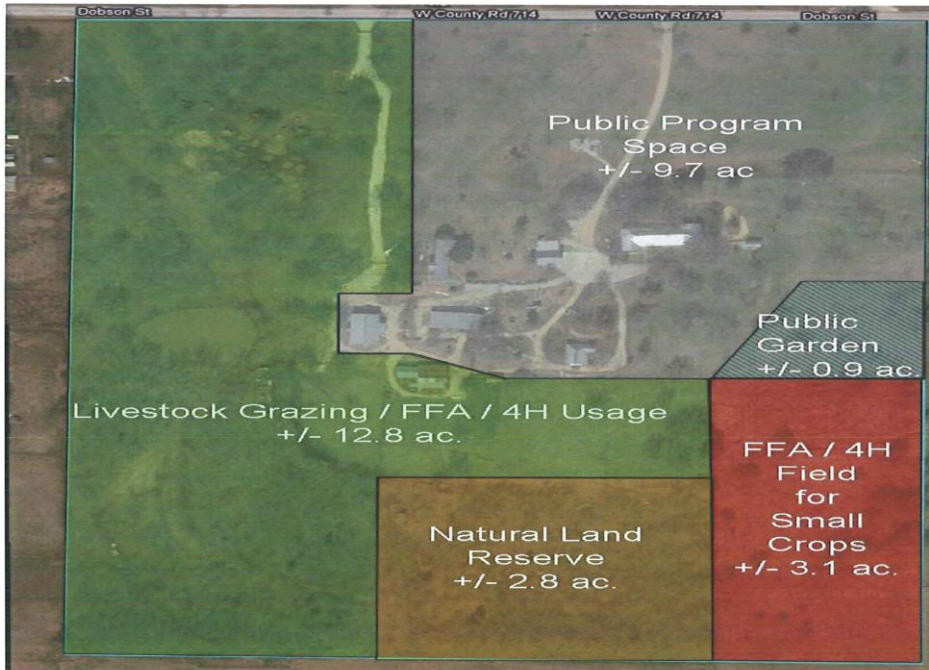 Dobson St
W County Rd 714
W County Rd 714
Dobson St
Public Program
Space
+/- 9.7 ac
Public
Garden
+/- 0.9 ac.
Livestock Grazing / FFA / 4H Usage
+/- 12.8 ac.
FFA / 4H
Field
for
Small
Crops
+/- 3.1 ac.
Natural Land
Reserve
+/- 2.8 ac.